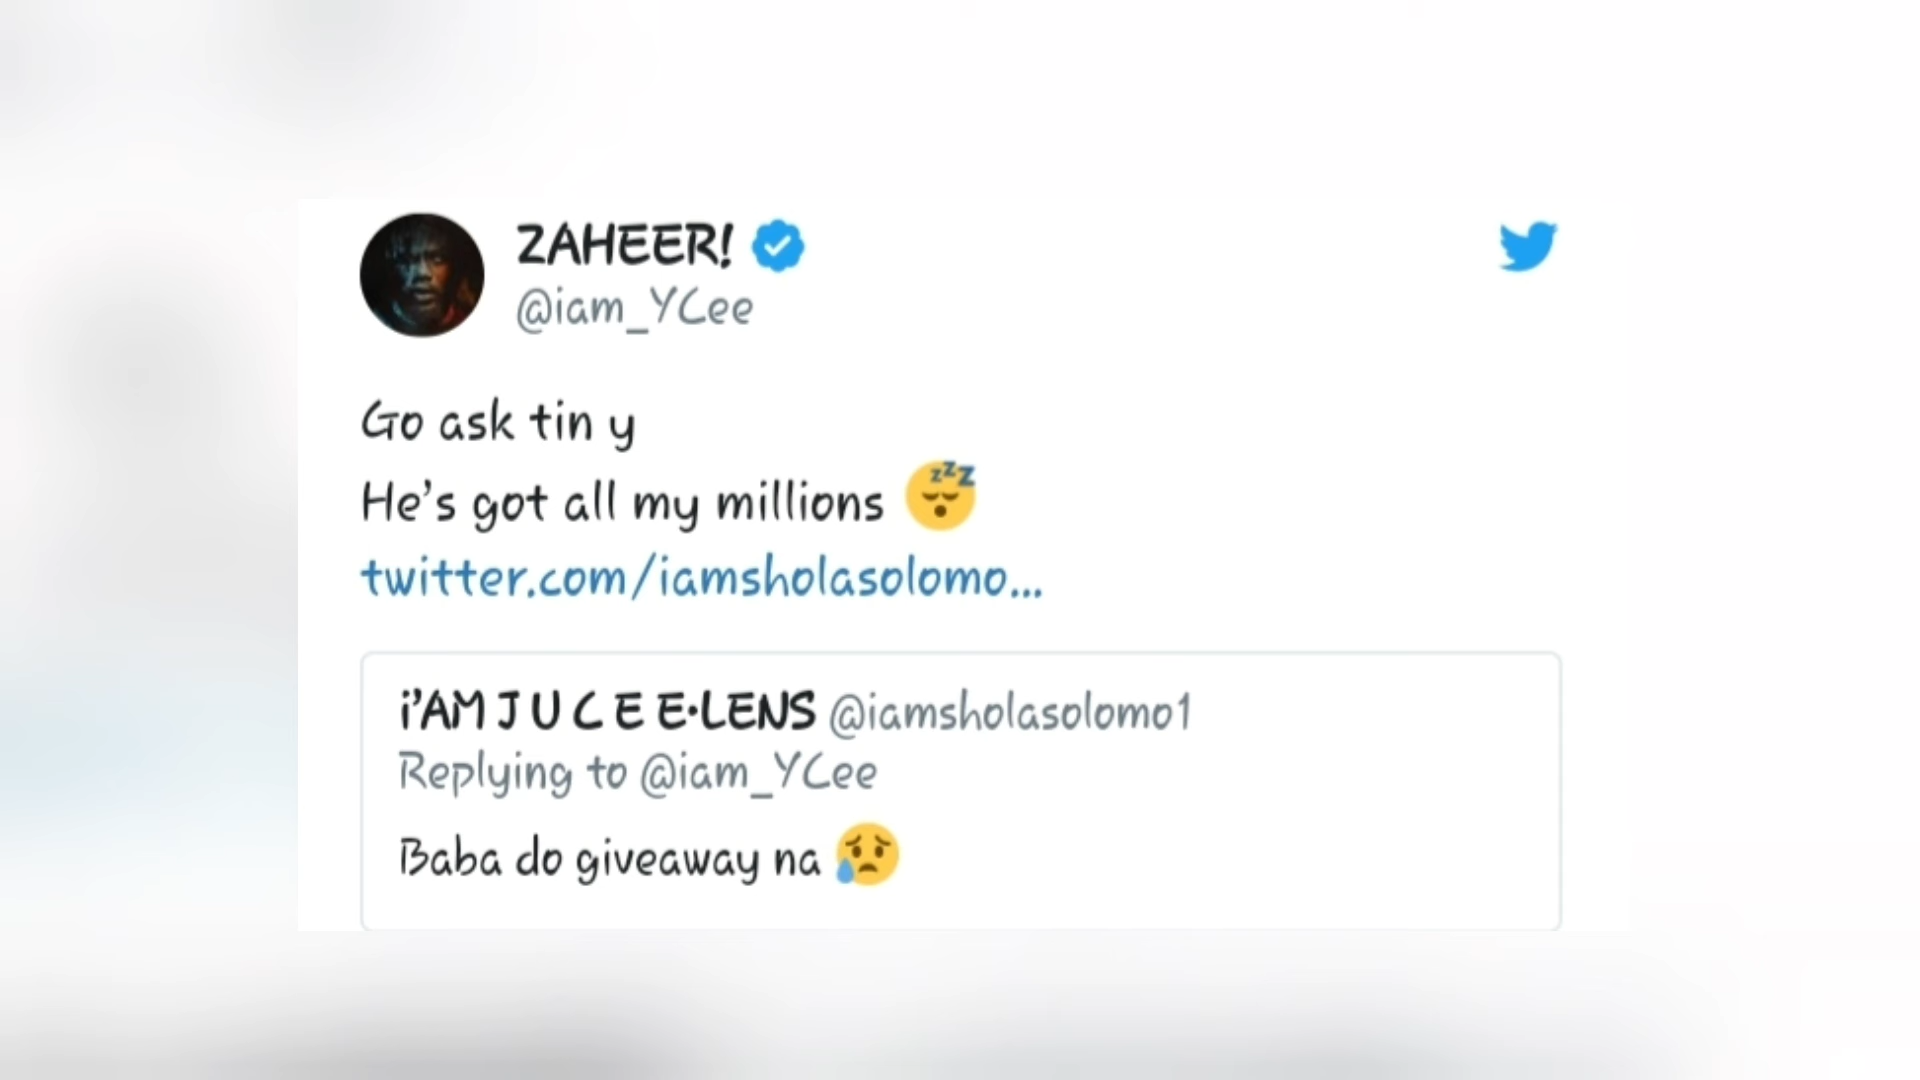 ZAHEER!
@iam_YCee
Go ask tin y
He's got all my millions 😴
twitter.com/iamsholasolomo...
i'AM J U C E E•LENS @iamsholasolomo1
Replying to @iam_YCee
Baba do giveaway na 😥